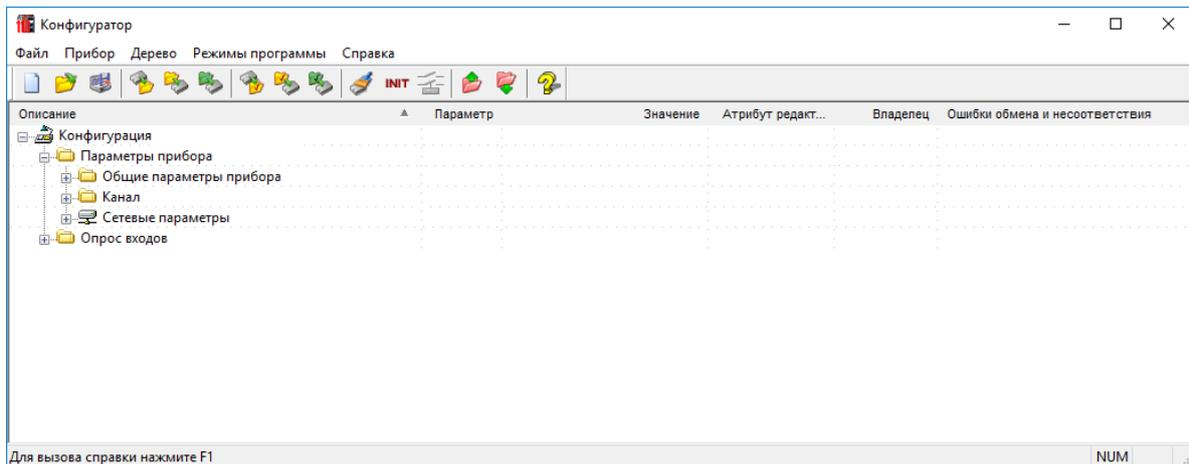 Конфигуратор
Файл Прибор Дерево Режимы программы Справка
INIT
Описание Параметр Значение Атрибут редакт... Владелец Ошибки обмена и несоответствия
Конфигурация
Параметры прибора
Общие параметры прибора
Канал
Сетевые параметры
Опрос входов
Для вызова справки нажмите F1 NUM